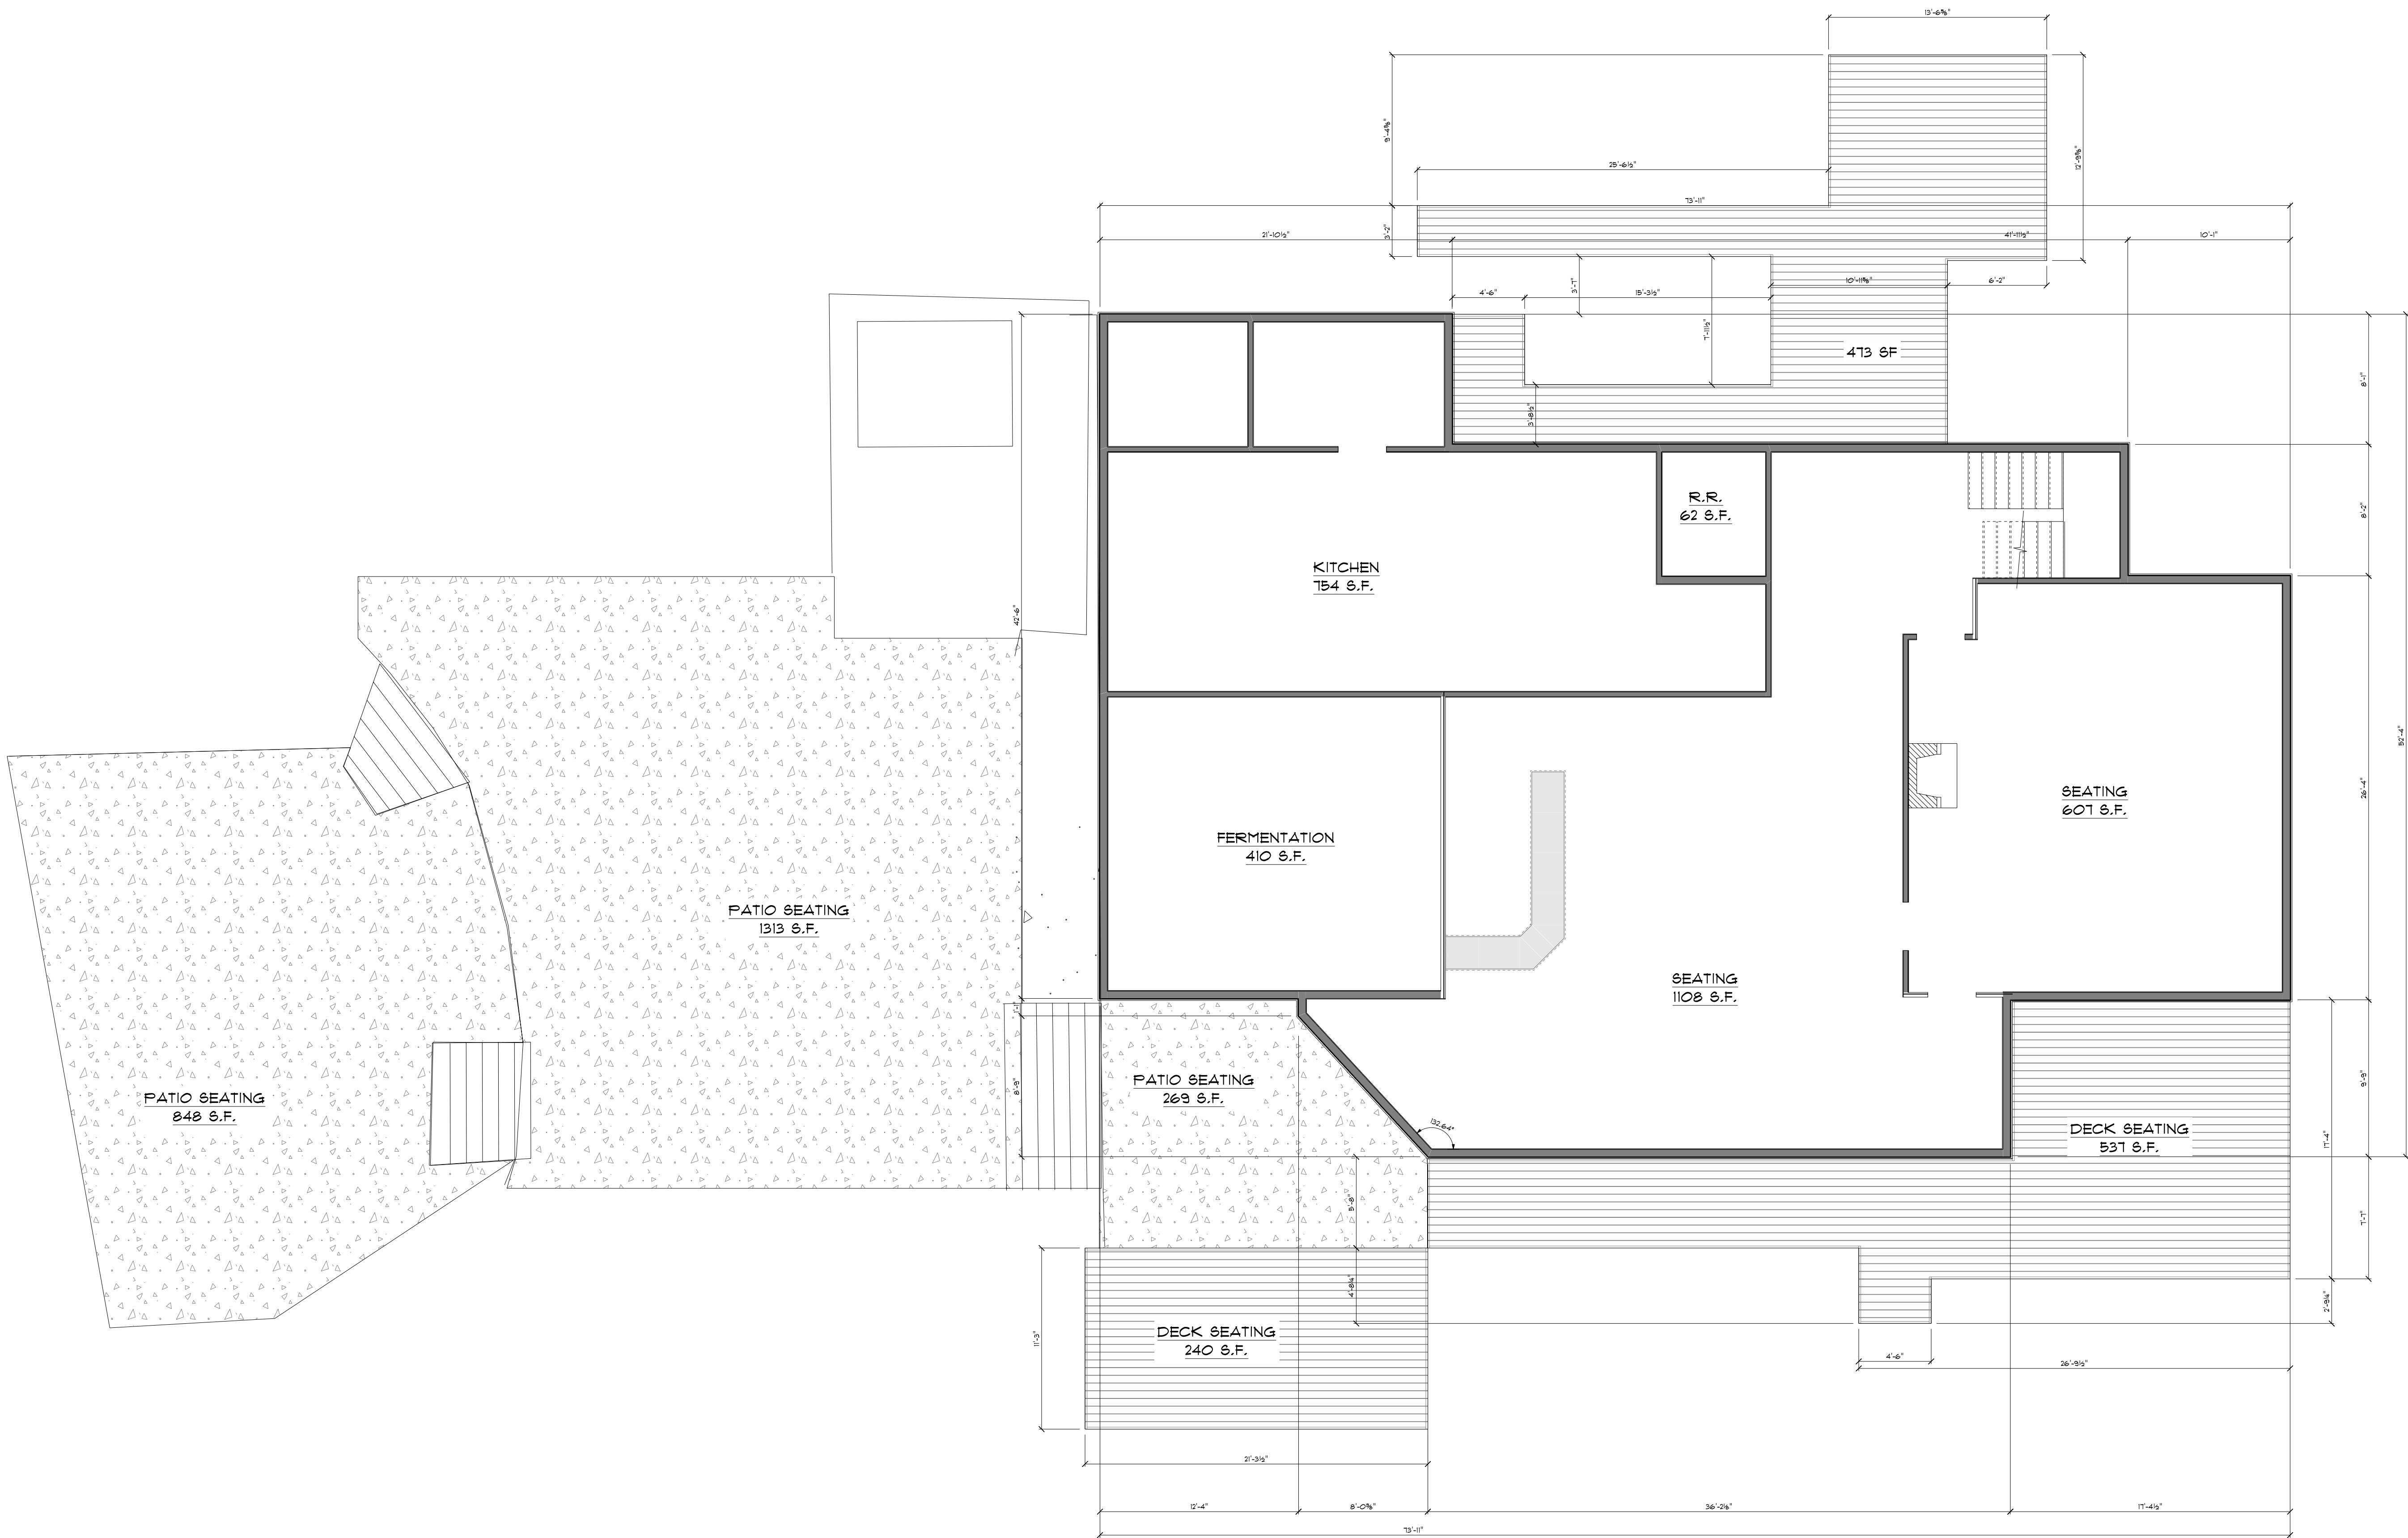 13'-6⅝"
9'-4⅝"
12'-9⅝"
25'-6½"
73'-11"
3'-2"
21'-10½"
41'-11½"
10'-1"
3'-7"
10'-11⅝"
6'-2"
4'-6"
15'-3½"
7'-11½"
473 SF
8'-1"
3'-8½"
R.R.
62 S.F.
8'-2"
KITCHEN
754 S.F.
42'-6"
52'-4"
SEATING
607 S.F.
26'-4"
FERMENTATION
410 S.F.
PATIO SEATING
1313 S.F.
SEATING
1108 S.F.
1'-1"
PATIO SEATING
269 S.F.
8'-9"
9'-9"
PATIO SEATING
848 S.F.
132.64°
DECK SEATING
537 S.F.
17'-4"
5'-8"
7'-7"
4'-8¼"
2'-9¼"
DECK SEATING
240 S.F.
11'-3"
4'-6"
26'-9½"
21'-3½"
12'-4"
8'-0⅜"
36'-2⅛"
17'-4½"
73'-11"